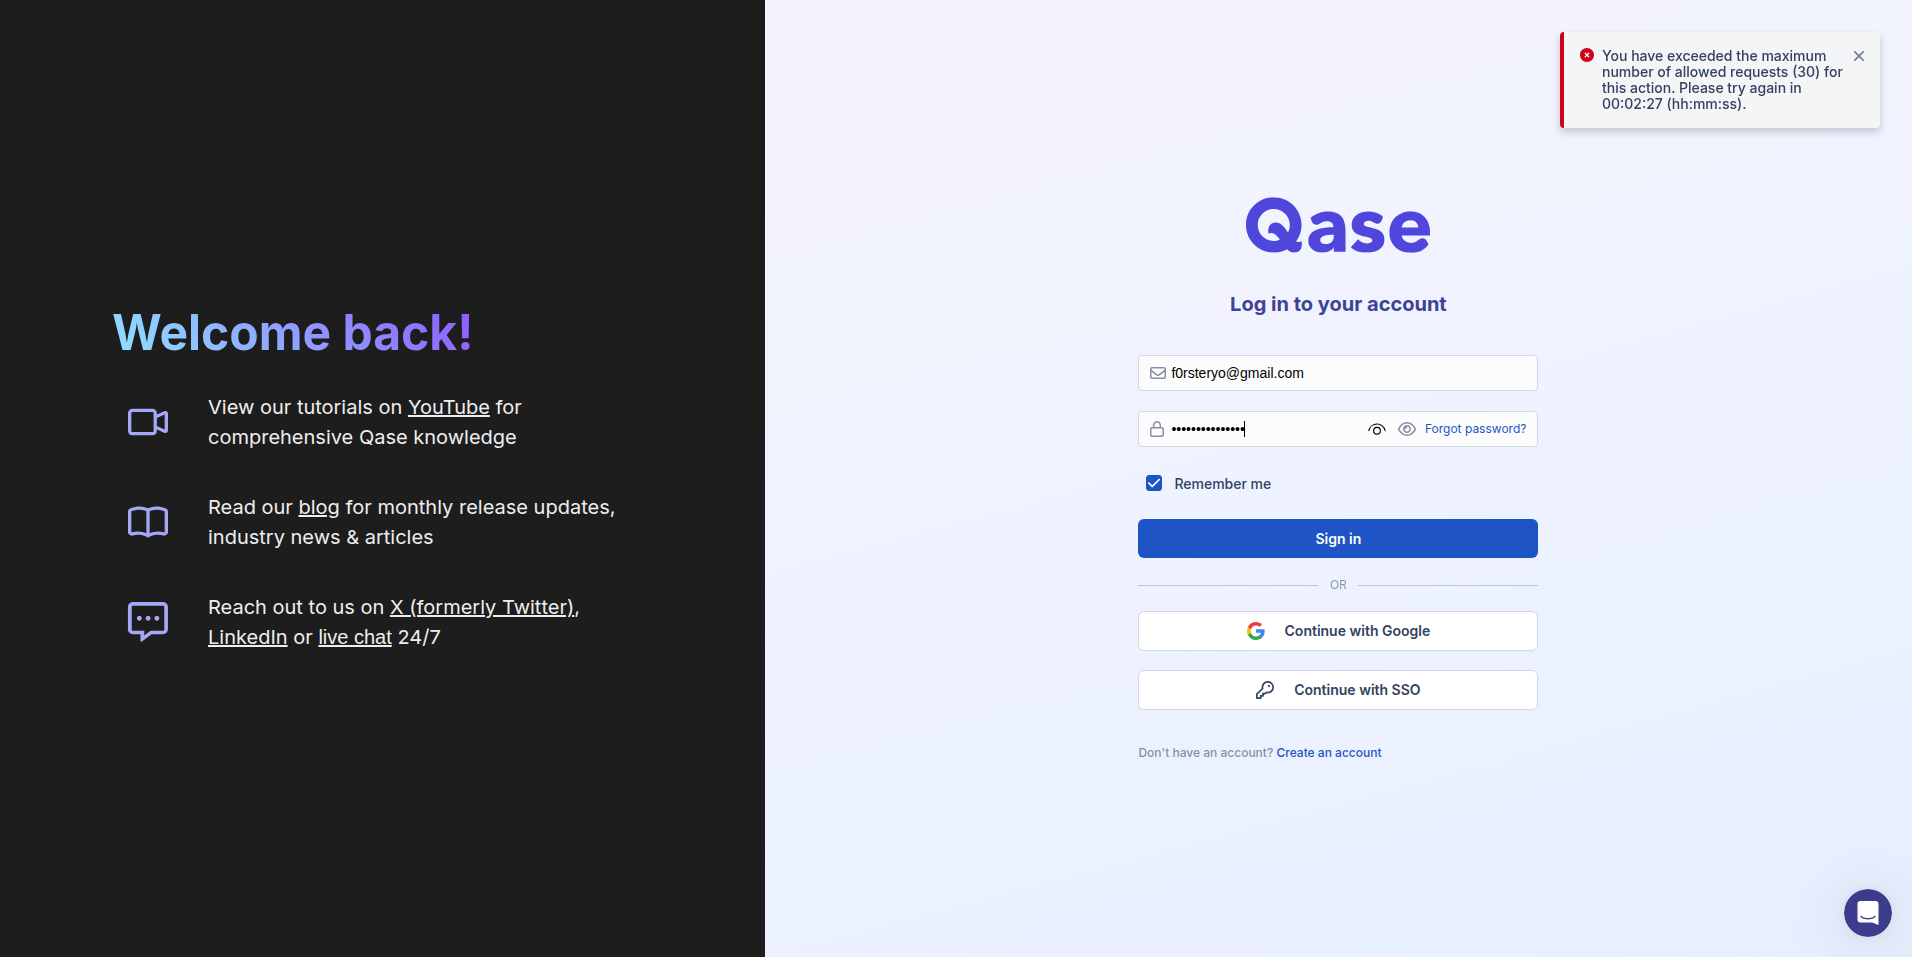 Welcome back!
View our tutorials on YouTube for
comprehensive Qase knowledge
Read our blog for monthly release updates,
industry news & articles
Reach out to us on X (formerly Twitter),
LinkedIn or live chat 24/7
You have exceeded the maximum
number of allowed requests (30) for
this action. Please try again in
00:02:27 (hh:mm:ss).
Qase
Log in to your account
f0rsteryo@gmail.com
•••••••••••••••
Forgot password?
Remember me
Sign in
OR
Continue with Google
Continue with SSO
Don't have an account? Create an account